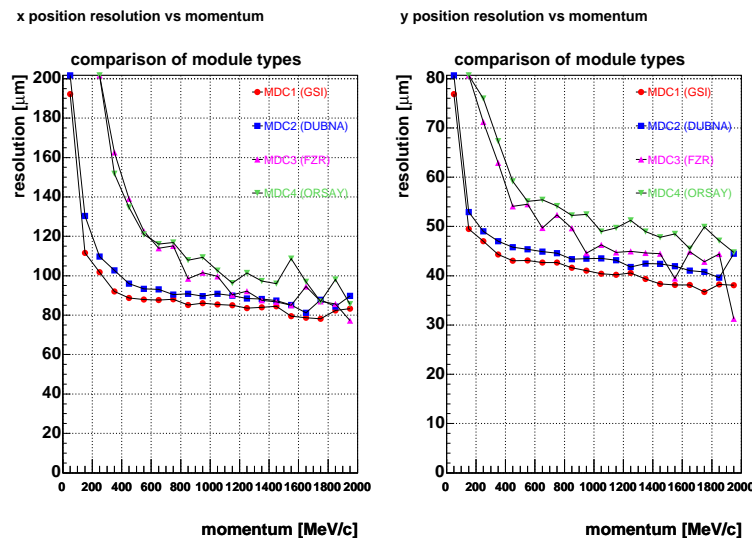 x position resolution vs momentum
comparison of module types
resolution [μm]
200
180
160
140
120
100
80
60
40
20
0
MDC1 (GSI)
MDC2 (DUBNA)
MDC3 (FZR)
MDC4 (ORSAY)
0 200 400 600 800 1000 1200 1400 1600 1800 2000
momentum [MeV/c]
y position resolution vs momentum
comparison of module types
resolution [μm]
80
70
60
50
40
30
20
10
0
MDC1 (GSI)
MDC2 (DUBNA)
MDC3 (FZR)
MDC4 (ORSAY)
0 200 400 600 800 1000 1200 1400 1600 1800 2000
momentum [MeV/c]